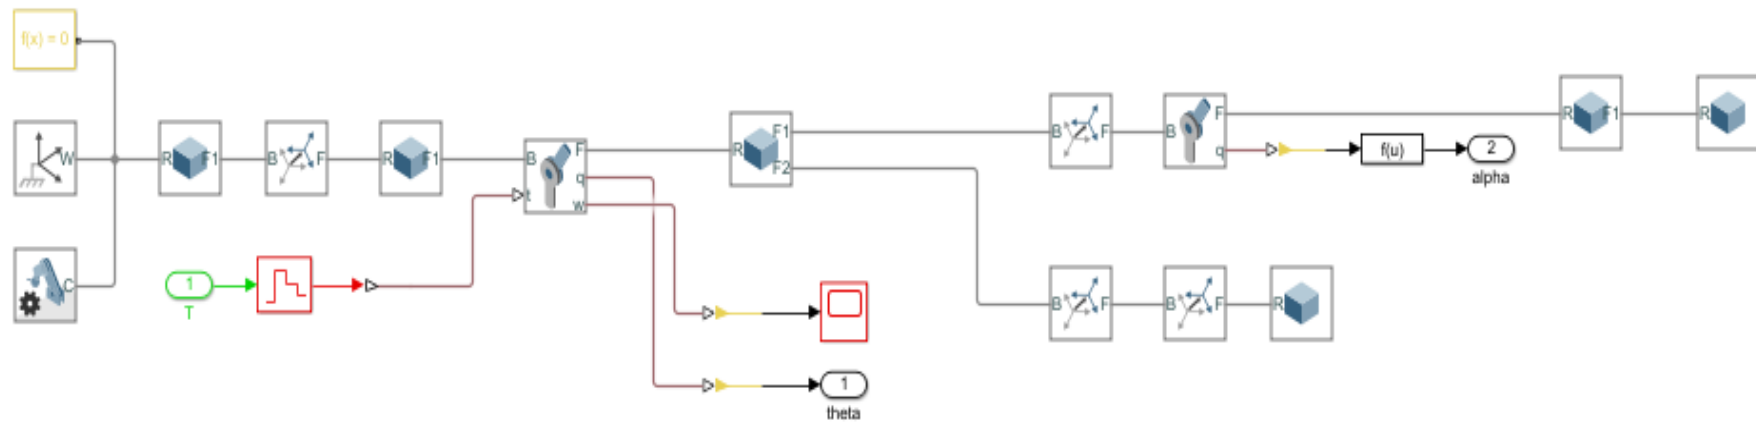 f(x) = 0
W
R F1
B F
R F1
B F
t q
w
R F1
F2
B F
B F
q
f(u)
2
alpha
R F1
R
C
1
T
B F
B F
R
1
theta